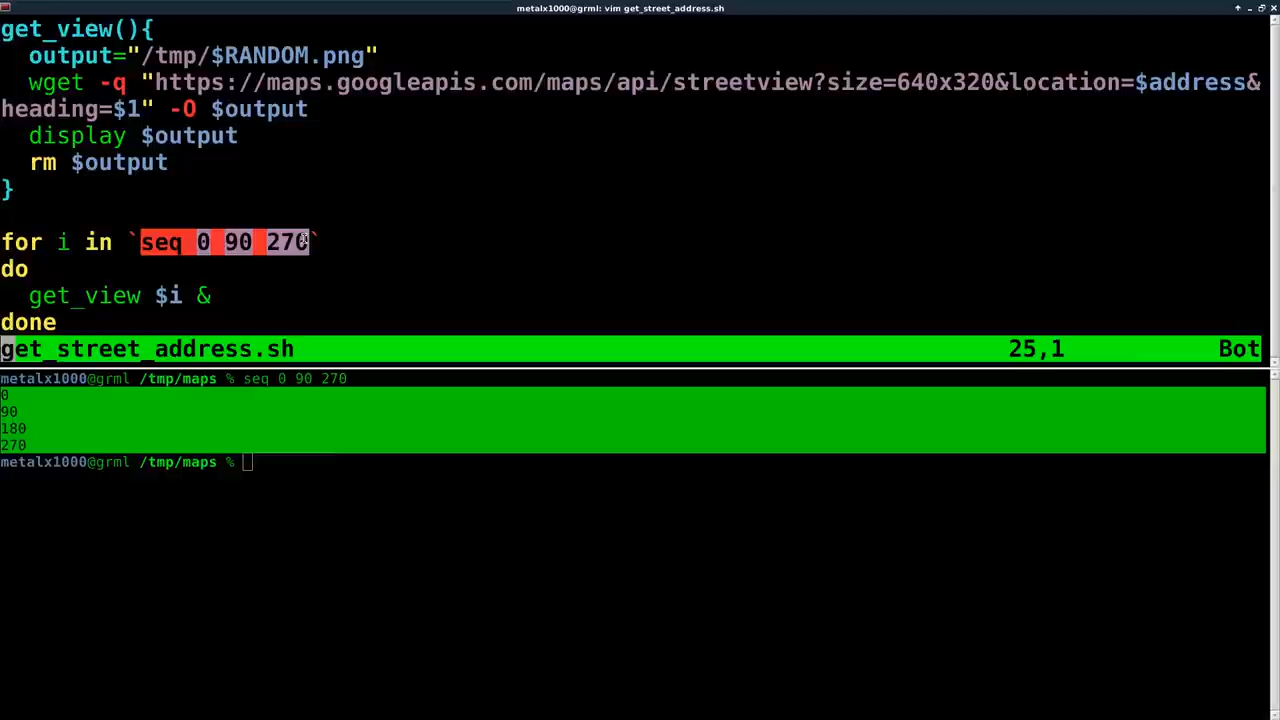 metalx1000@grml: vim get_street_address.sh
get_view(){
  output="/tmp/$RANDOM.png"
  wget -q "https://maps.googleapis.com/maps/api/streetview?size=640x320&location=$address&
heading=$1" -O $output
  display $output
  rm $output
}
for i in `seq 0 90 270`
do
  get_view $i &
done
get_street_address.sh 25,1 Bot
metalx1000@grml /tmp/maps % seq 0 90 270
0
90
180
270
metalx1000@grml /tmp/maps %